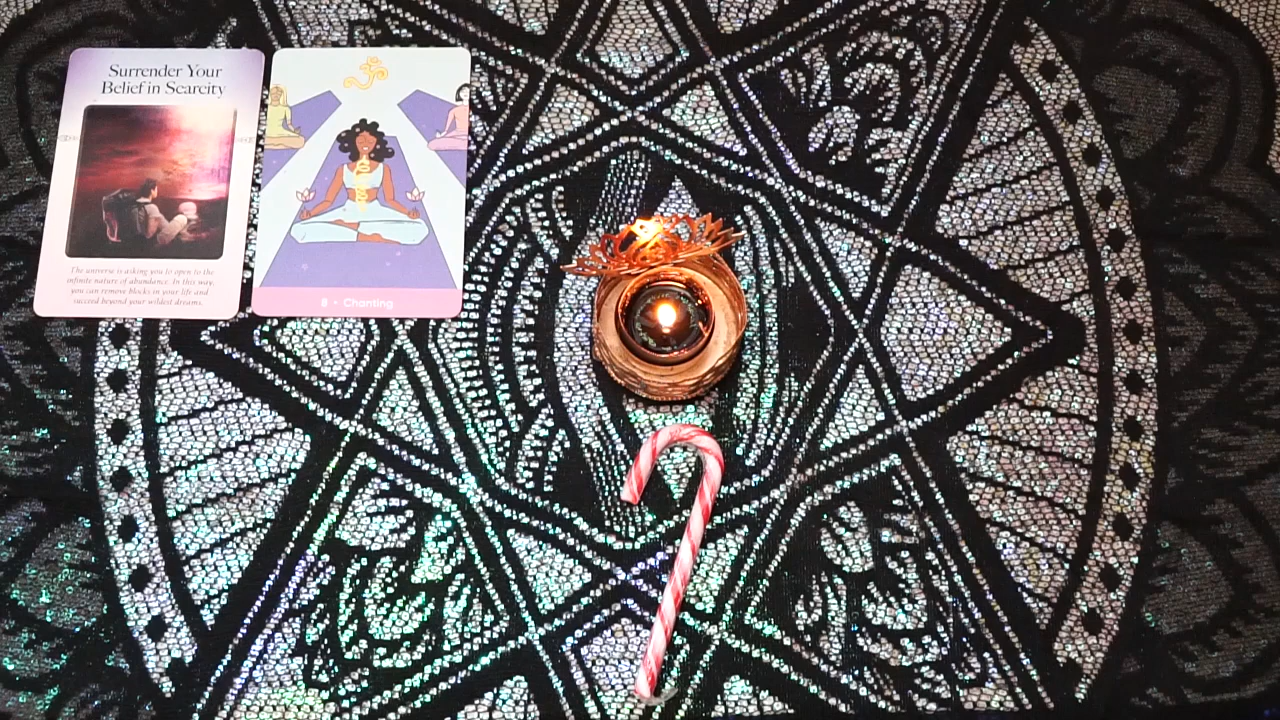 Surrender Your
Belief in Scarcity
The universe is asking you to open to the
infinite nature of abundance. In this way,
you can remove blocks in your life and
succeed beyond your wildest dreams.
ॐ
8 • Chanting